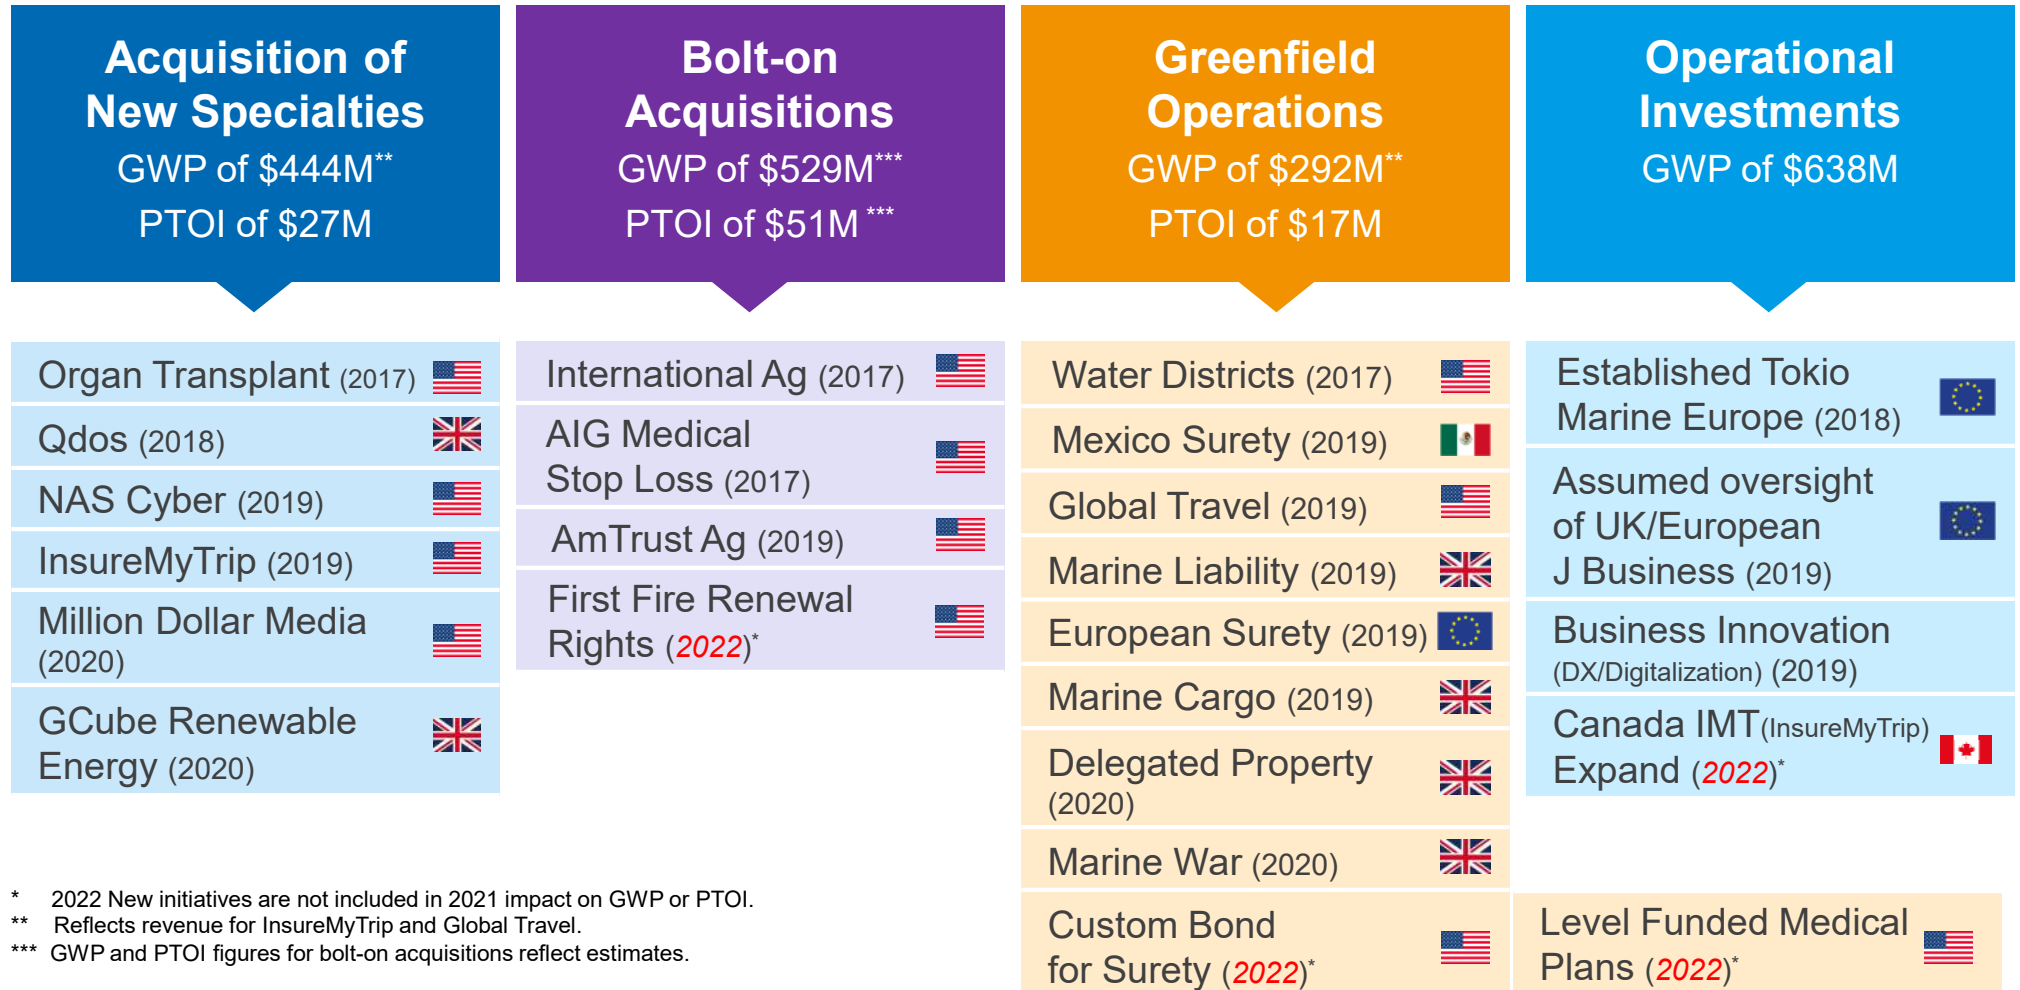 Acquisition of
New Specialties
GWP of $444M**
PTOI of $27M
Organ Transplant (2017)
Qdos (2018)
NAS Cyber (2019)
InsureMyTrip (2019)
Million Dollar Media
(2020)
GCube Renewable
Energy (2020)
Bolt-on
Acquisitions
GWP of $529M***
PTOI of $51M ***
International Ag (2017)
AIG Medical
Stop Loss (2017)
AmTrust Ag (2019)
First Fire Renewal
Rights (2022)*
Greenfield
Operations
GWP of $292M**
PTOI of $17M
Water Districts (2017)
Mexico Surety (2019)
Global Travel (2019)
Marine Liability (2019)
European Surety (2019)
Marine Cargo (2019)
Delegated Property
(2020)
Marine War (2020)
Custom Bond
for Surety (2022)*
Level Funded Medical
Plans (2022)*
Operational
Investments
GWP of $638M
Established Tokio
Marine Europe (2018)
Assumed oversight
of UK/European
J Business (2019)
Business Innovation
(DX/Digitalization) (2019)
Canada IMT(InsureMyTrip)
Expand (2022)*
* 2022 New initiatives are not included in 2021 impact on GWP or PTOI.
** Reflects revenue for InsureMyTrip and Global Travel.
*** GWP and PTOI figures for bolt-on acquisitions reflect estimates.